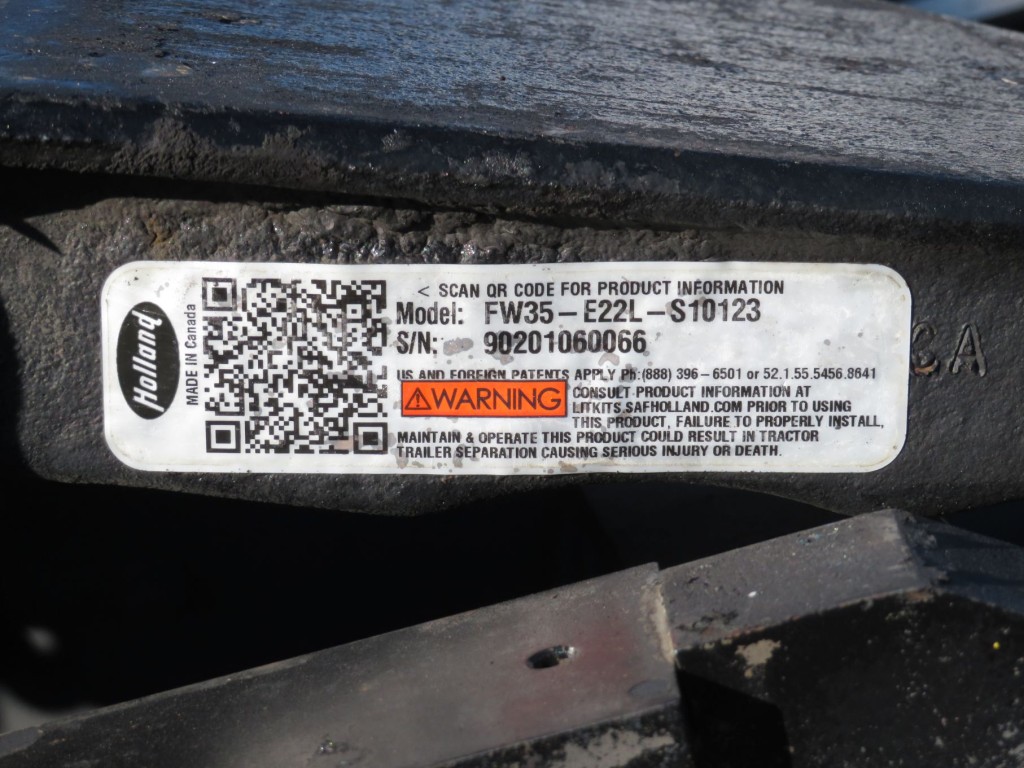 Holland
MADE IN Canada
< SCAN QR CODE FOR PRODUCT INFORMATION
Model: FW35-E22L-S10123
S/N: 90201060066
US AND FOREIGN PATENTS APPLY Ph:(888) 396-6501 or 52.1.55.5456.8641
WARNING
CONSULT PRODUCT INFORMATION AT
LITKITS.SAFHOLLAND.COM PRIOR TO USING
THIS PRODUCT, FAILURE TO PROPERLY INSTALL,
MAINTAIN & OPERATE THIS PRODUCT COULD RESULT IN TRACTOR
TRAILER SEPARATION CAUSING SERIOUS INJURY OR DEATH.
CA